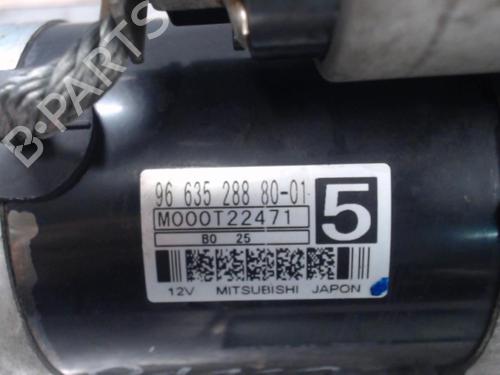 B-PARTS
96 635 288 80-01
M000T22471
5
B0 25
12V MITSUBISHI JAPON